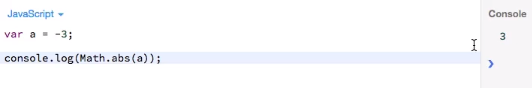 JavaScript
Console
var a = -3;
3
console.log(Math.abs(a));